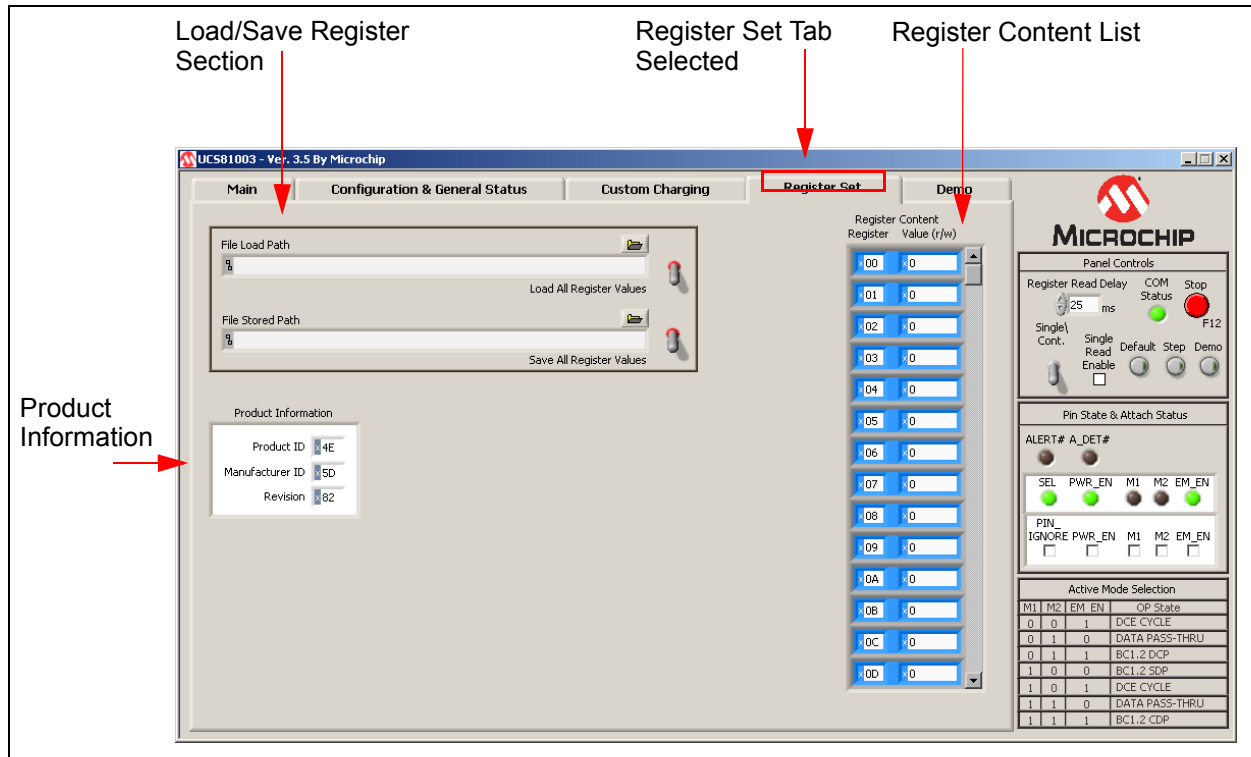 Load/Save Register
Section
Register Set Tab
Selected
Register Content List
UCS81003 - Ver. 3.5 By Microchip
Main
Configuration & General Status
Custom Charging
Register Set
Demo
File Load Path
Load All Register Values
File Stored Path
Save All Register Values
Product
Information
Product Information
Product ID x 4E
Manufacturer ID x 5D
Revision x 82
Register Content
Register Value (r/w)
x 00 x 0
x 01 x 0
x 02 x 0
x 03 x 0
x 04 x 0
x 05 x 0
x 06 x 0
x 07 x 0
x 08 x 0
x 09 x 0
x 0A x 0
x 0B x 0
x 0C x 0
x 0D x 0
MICROCHIP
Panel Controls
Register Read Delay
25 ms
COM
Status
Stop
F12
Single\
Cont.
Single
Read
Enable
Default Step Demo
Pin State & Attach Status
ALERT# A_DET#
SEL PWR_EN M1 M2 EM_EN
PIN_
IGNORE PWR_EN M1 M2 EM_EN
Active Mode Selection
M1 M2 EM EN OP State
0 0 1 DCE CYCLE
0 1 0 DATA PASS-THRU
0 1 1 BC1.2 DCP
1 0 0 BC1.2 SDP
1 0 1 DCE CYCLE
1 1 0 DATA PASS-THRU
1 1 1 BC1.2 CDP